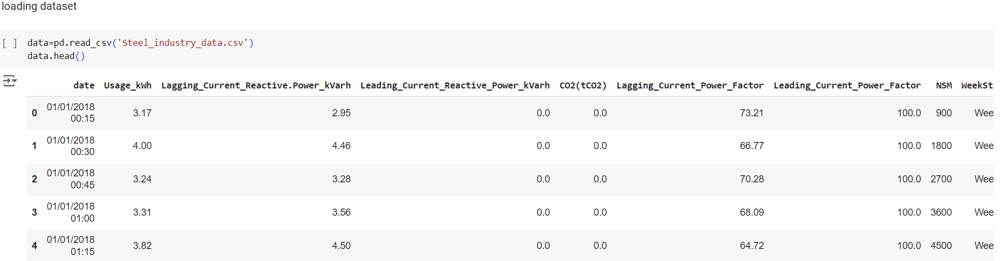 loading dataset
[ ] data=pd.read_csv('Steel_industry_data.csv')
data.head()
date Usage_kWh Lagging_Current_Reactive.Power_kVarh Leading_Current_Reactive_Power_kVarh CO2(tCO2) Lagging_Current_Power_Factor Leading_Current_Power_Factor NSM WeekSt
0 01/01/2018 00:15 3.17 2.95 0.0 0.0 73.21 100.0 900 Wee
1 01/01/2018 00:30 4.00 4.46 0.0 0.0 66.77 100.0 1800 Wee
2 01/01/2018 00:45 3.24 3.28 0.0 0.0 70.28 100.0 2700 Wee
3 01/01/2018 01:00 3.31 3.56 0.0 0.0 68.09 100.0 3600 Wee
4 01/01/2018 01:15 3.82 4.50 0.0 0.0 64.72 100.0 4500 Wee